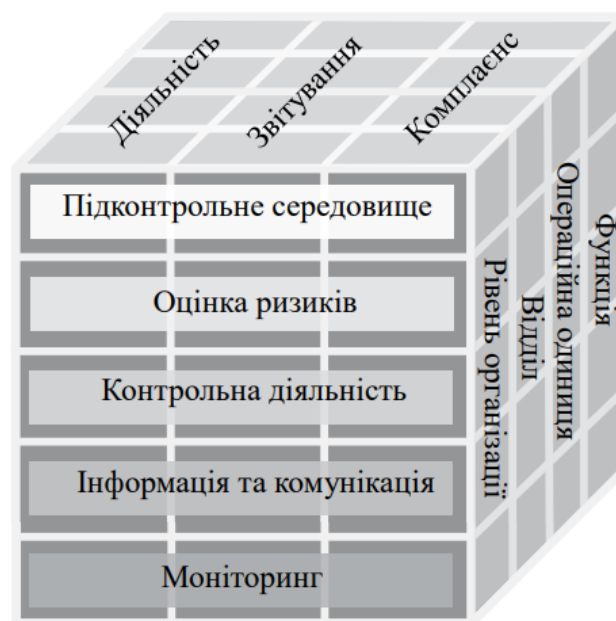 Діяльність
Звітування
Комплаєнс
Підконтрольне середовище
Оцінка ризиків
Контрольна діяльність
Інформація та комунікація
Моніторинг
Рівень організації
Відділ
Операційна одиниця
Функція